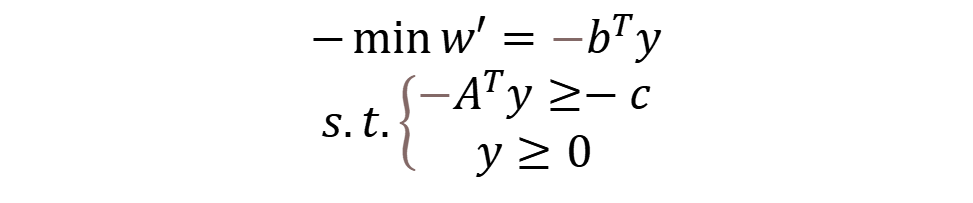 − min w′ = −bᵀy
s.t. { −Aᵀy ≥− c
y ≥ 0